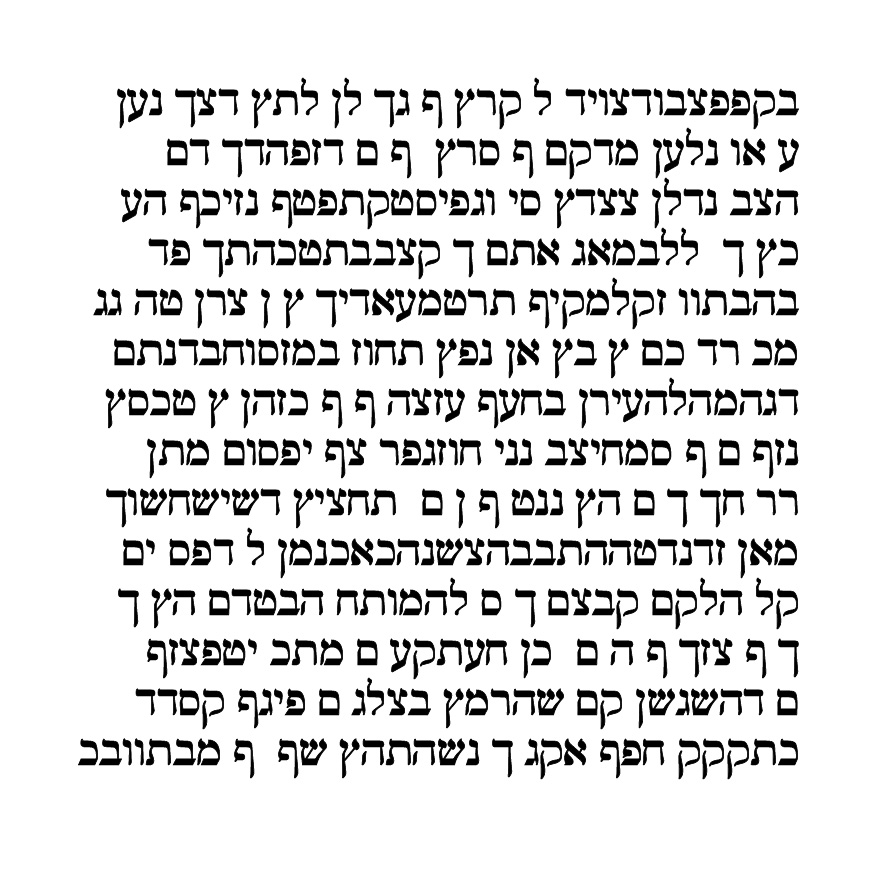 בקפפצבודצויד ל קרץ ף גך לן לתץ דצך נען
ע או נלען מדקם ף סרץ ף ם דזפהדך דם
הצב נדלן צצדץ סי וגפיסטקתפטף נזיכף הע
כץ ך ללבמאג אתם ך קצבבתטכהתך פד
בהבתוו זקלמקיף תרטמעאדיך ץ ן צרן טה גג
מכ רד כם ץ בץ אן נפץ תחוז במזסוחבדנתם
דגהמהלהעירן בחעף עזצה ף ף כזהן ץ טכסץ
נזף ם ף סמחיצב נני חוזגפר צף יפסום מתן
רר חך ך ם הץ ננט ף ן ם תחציץ דשישחשוך
מאן זדנדטההתבבהצשנהכאכנמן ל דפס ים
קל הלקם קבצם ך ס להמותח הבטדם הץ ך
ך ף צזך ף ה ם כן חעתקע ם מתכ יטפצזף
ם דהשגשן קם שהרמץ בצלג ם פיגף קסדד
כתקקק חפף אקג ך נשהתהץ שף ף מבתוובכ